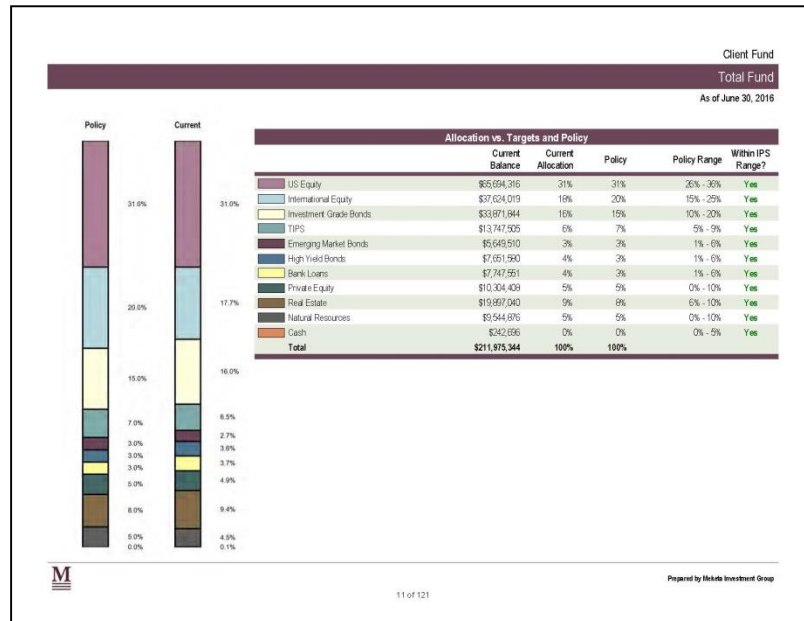 Client Fund
Total Fund
As of June 30, 2016
Policy
Current
31.0%
20.0%
15.0%
7.0%
3.0%
3.0%
3.0%
5.0%
8.0%
5.0%
0.0%
31.0%
17.7%
16.0%
6.5%
2.7%
3.6%
3.7%
4.9%
9.4%
4.5%
0.1%
Allocation vs. Targets and Policy
Current Balance Current Allocation Policy Policy Range Within IPS Range?
US Equity $65,694,316 31% 31% 26% - 36% Yes
International Equity $37,624,019 18% 20% 15% - 25% Yes
Investment Grade Bonds $33,871,844 16% 15% 10% - 20% Yes
TIPS $13,747,505 6% 7% 5% - 9% Yes
Emerging Market Bonds $5,649,510 3% 3% 1% - 6% Yes
High Yield Bonds $7,651,580 4% 3% 1% - 6% Yes
Bank Loans $7,747,551 4% 3% 1% - 6% Yes
Private Equity $10,304,408 5% 5% 0% - 10% Yes
Real Estate $19,897,040 9% 8% 6% - 10% Yes
Natural Resources $9,544,876 5% 5% 0% - 10% Yes
Cash $242,696 0% 0% 0% - 5% Yes
Total $211,975,344 100% 100%
M
Prepared by Meketa Investment Group
11 of 121